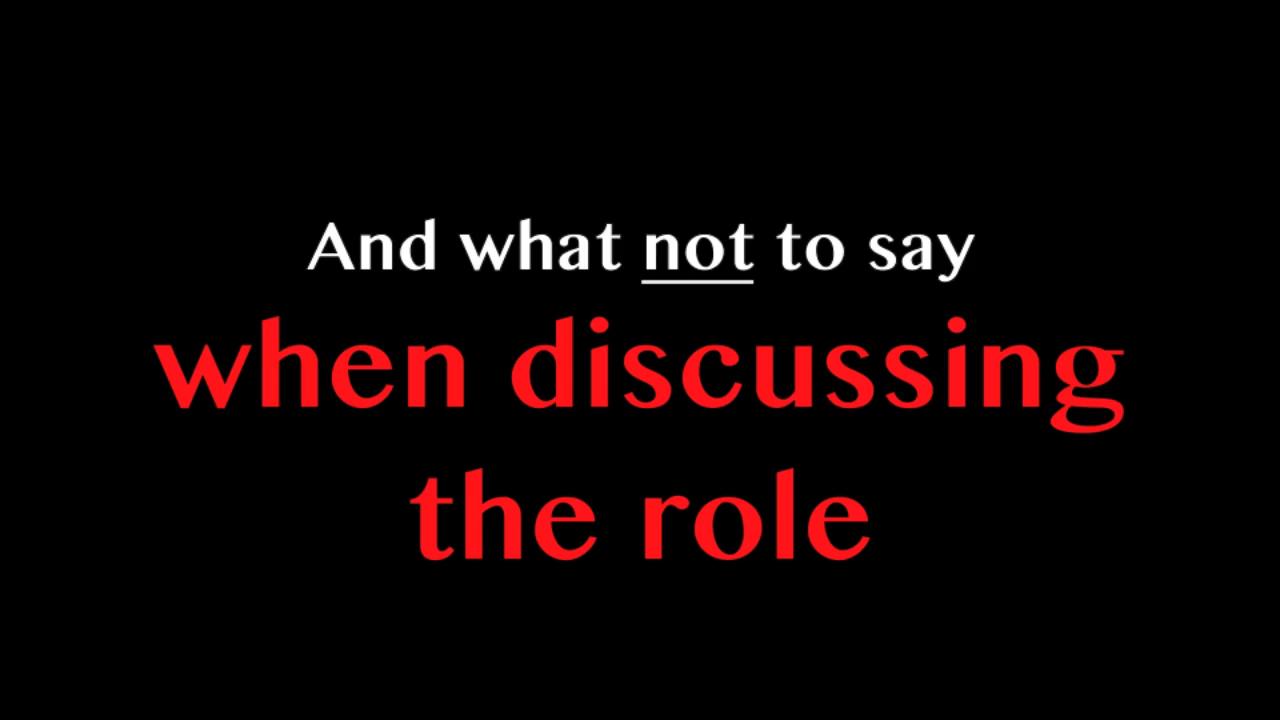 And what not to say
when discussing
the role